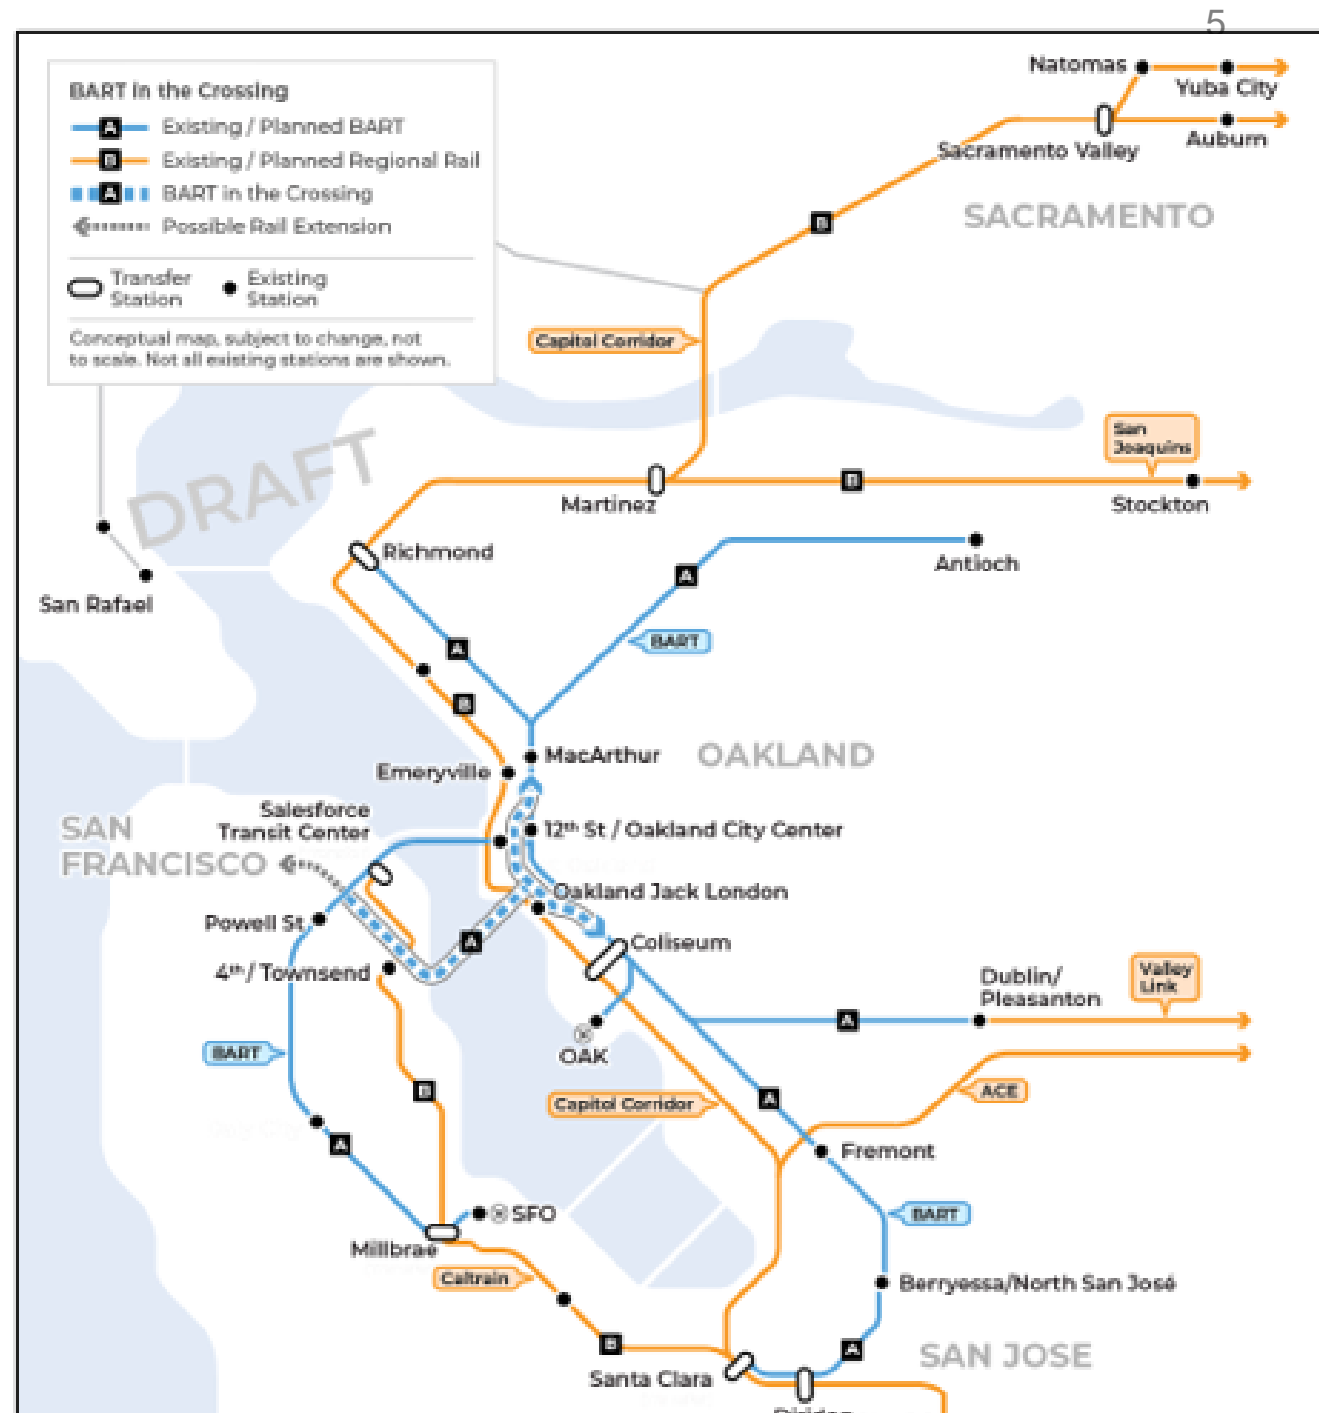 5
BART in the Crossing
A Existing / Planned BART
B Existing / Planned Regional Rail
A BART in the Crossing
Possible Rail Extension
Transfer
Station
Existing
Station
Conceptual map, subject to change, not
to scale. Not all existing stations are shown.
Natomas
Yuba City
Sacramento Valley
Auburn
B
SACRAMENTO
Capitol Corridor
DRAFT
San
Joaquins
Martinez
B
Stockton
Richmond
Antioch
A
San Rafael
A
BART
B
MacArthur
OAKLAND
Emeryville
Salesforce
Transit Center
SAN
FRANCISCO
12th St / Oakland City Center
Oakland Jack London
Powell St
A
Coliseum
4th / Townsend
Dublin/
Pleasanton
Valley
Link
A
OAK
BART
B
Capitol Corridor
A
ACE
A
Fremont
SFO
BART
Millbrae
Caltrain
Berryessa/North San José
B
A
SAN JOSE
Santa Clara